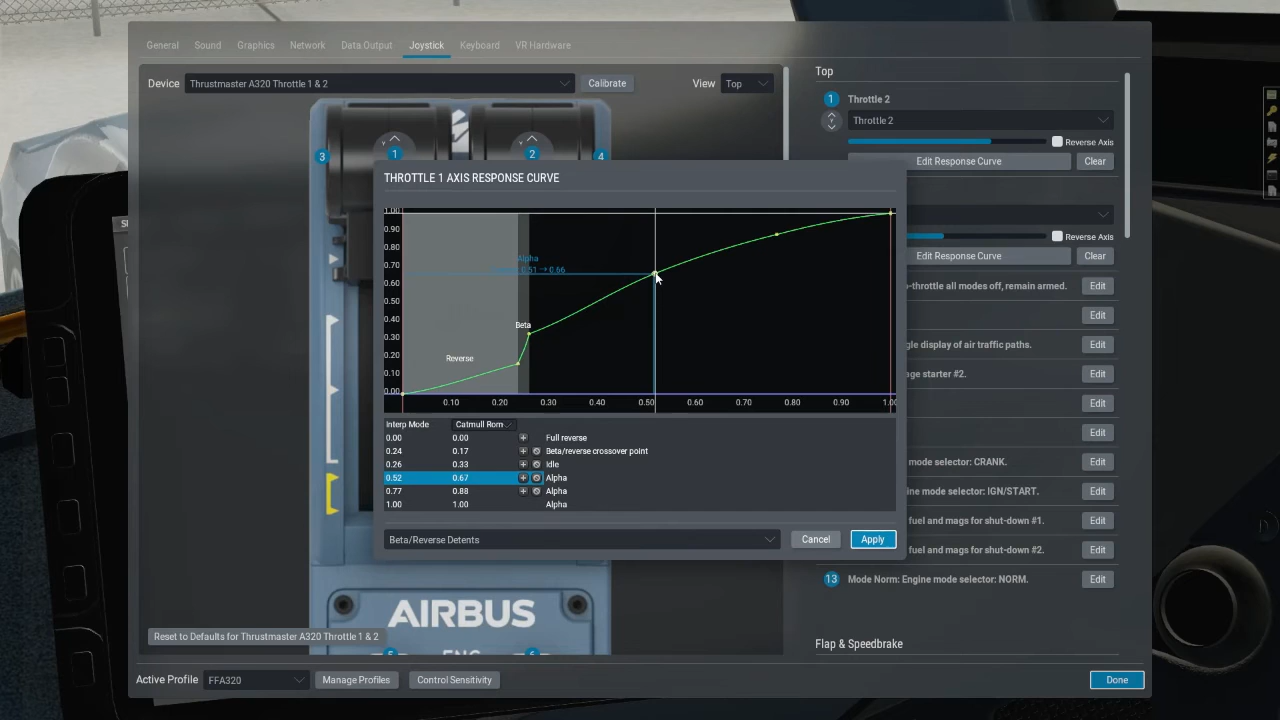 General Sound Graphics Network Data Output Joystick Keyboard VR Hardware
Device Thrustmaster A320 Throttle 1 & 2 Calibrate View Top
Top
1 Throttle 2
Throttle 2
Reverse Axis
Edit Response Curve Clear
3 1 2 4
THROTTLE 1 AXIS RESPONSE CURVE
Reverse Axis
Edit Response Curve Clear
1.00
0.90
0.80
0.70
0.60
0.50
0.40
0.30
0.20
0.10
0.00
Alpha
0.51 → 0.66
Beta
Reverse
0.10 0.20 0.30 0.40 0.50 0.60 0.70 0.80 0.90 1.00
Interp Mode Catmull Rom
0.00 0.00 + Full reverse
0.24 0.17 + Beta/reverse crossover point
0.26 0.33 + Idle
0.52 0.67 + Alpha
0.77 0.88 + Alpha
1.00 1.00 Alpha
Beta/Reverse Detents Cancel Apply
-throttle all modes off, remain armed. Edit
Edit
gle display of air traffic paths. Edit
age starter #2. Edit
Edit
Edit
mode selector: CRANK. Edit
ine mode selector: IGN/START. Edit
fuel and mags for shut-down #1. Edit
fuel and mags for shut-down #2. Edit
13 Mode Norm: Engine mode selector: NORM. Edit
AIRBUS
Reset to Defaults for Thrustmaster A320 Throttle 1 & 2
Flap & Speedbrake
Active Profile FFA320 Manage Profiles Control Sensitivity Done